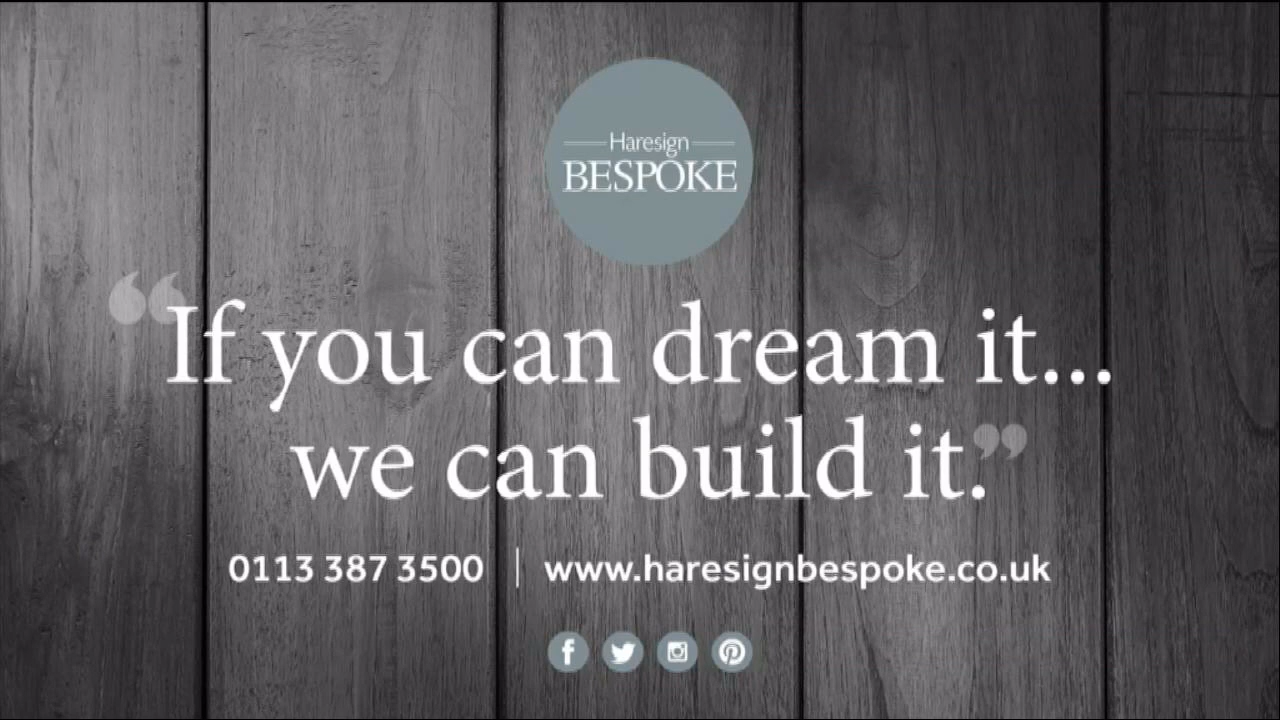 Haresign
BESPOKE
“If you can dream it...
we can build it.”
0113 387 3500 | www.haresignbespoke.co.uk